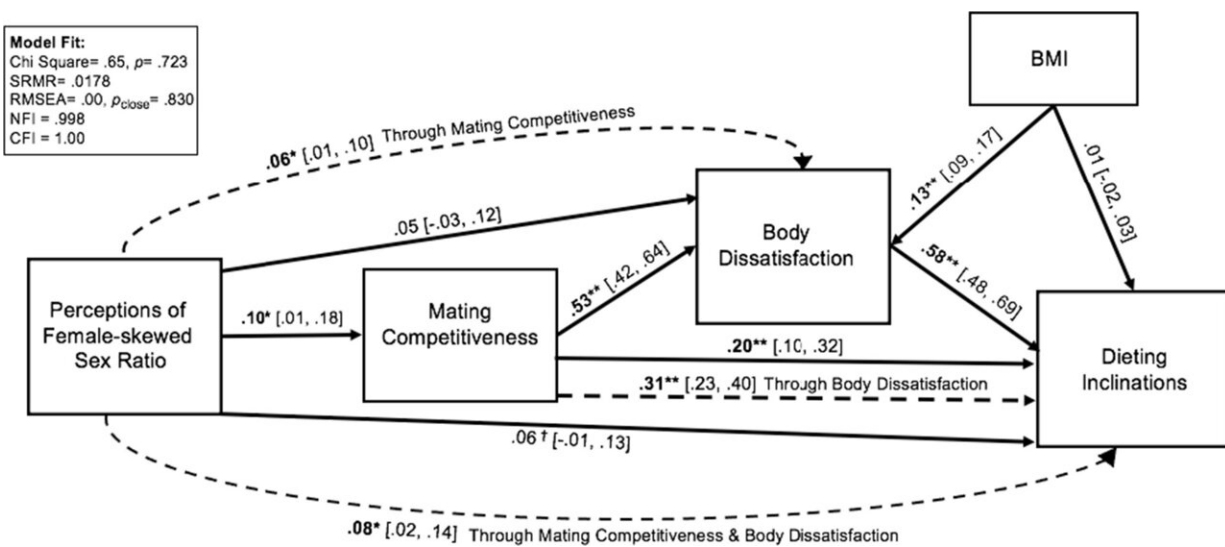 Model Fit:
Chi Square= .65, p= .723
SRMR= .0178
RMSEA= .00, pclose= .830
NFI = .998
CFI = 1.00
BMI
.06* [.01, .10] Through Mating Competitiveness
.13** [.09, .17]
.01 [-.02, .03]
.05 [-.03, .12]
Body
Dissatisfaction
Perceptions of
Female-skewed
Sex Ratio
.10* [.01, .18]
Mating
Competitiveness
.53** [.42, .64]
.58** [.48, .69]
.20** [.10, .32]
.31** [.23, .40] Through Body Dissatisfaction
Dieting
Inclinations
.06 † [-.01, .13]
.08* [.02, .14] Through Mating Competitiveness & Body Dissatisfaction